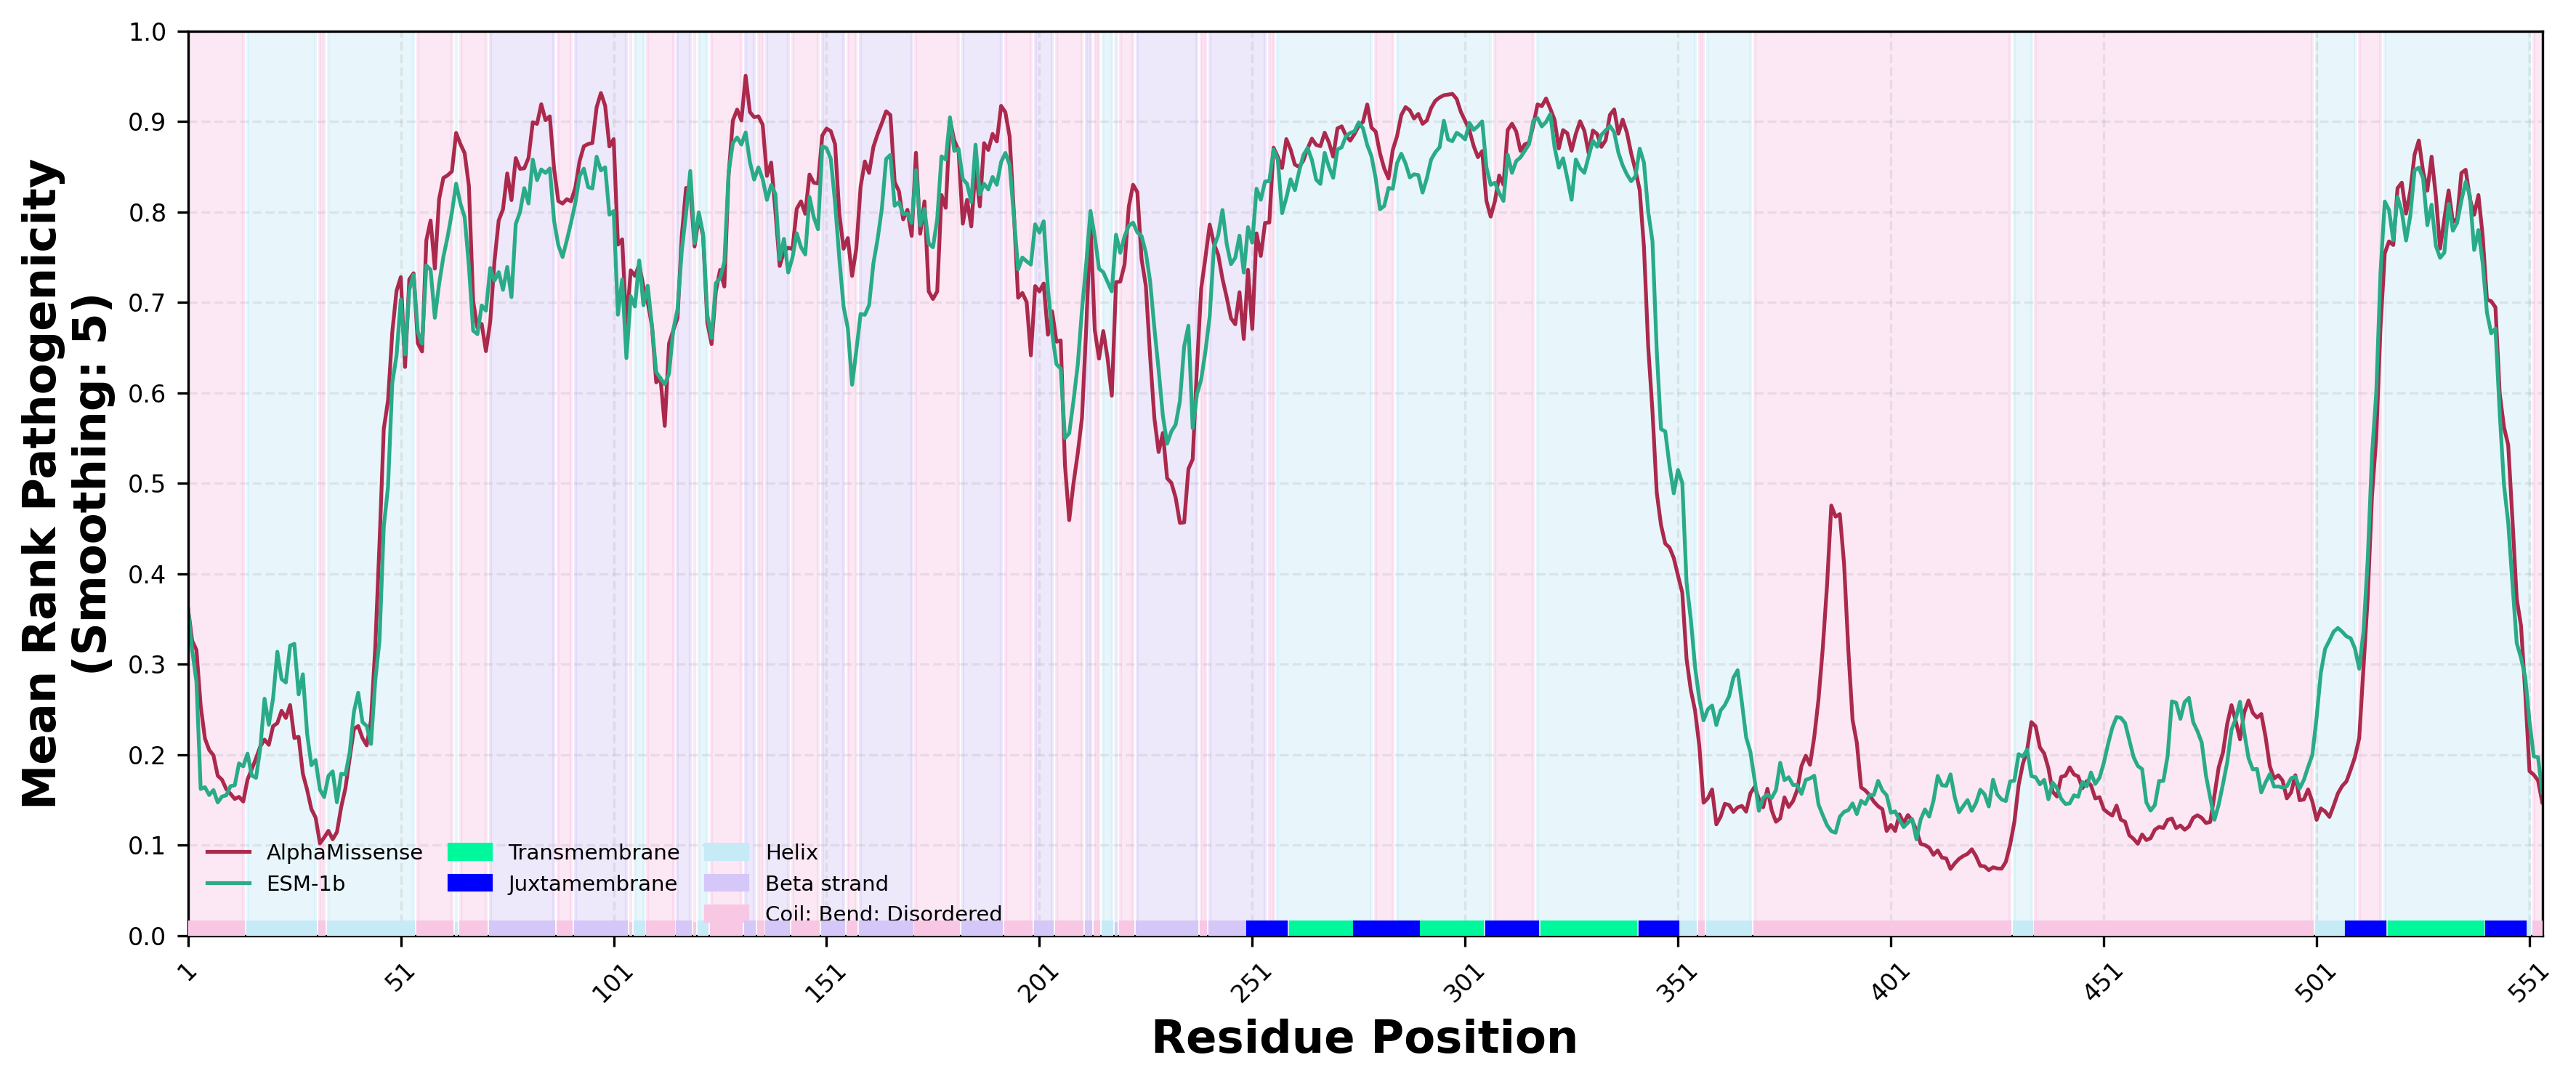 Mean Rank Pathogenicity
(Smoothing: 5)
1.0
0.9
0.8
0.7
0.6
0.5
0.4
0.3
0.2
0.1
0.0
AlphaMissense
ESM-1b
Transmembrane
Juxtamembrane
Helix
Beta strand
Coil; Bend; Disordered
1
51
101
151
201
251
301
351
401
451
501
551
Residue Position